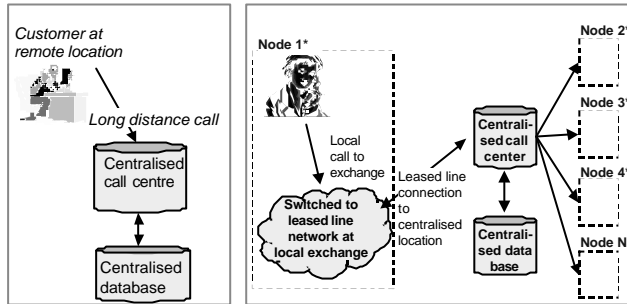 Customer at
remote location
Long distance call
Centralised
call centre
Centralised
database
Node 1*
Local
call to
exchange
Switched to
leased line
network at
local exchange
Leased line
connection
to
centralised
location
Centrali-
sed call
center
Centrali-
sed data
base
Node 2*
Node 3*
Node 4*
Node N